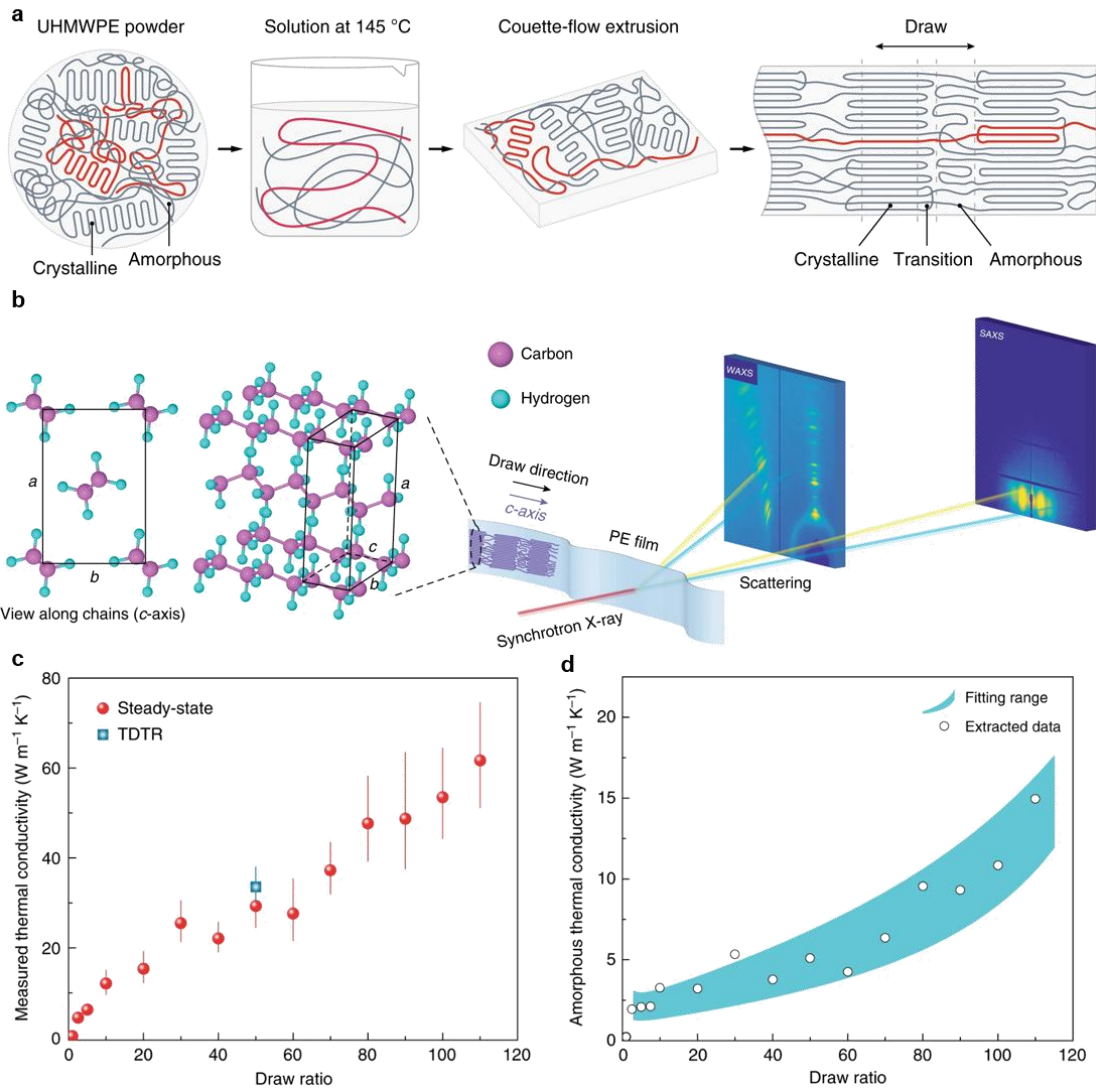 a
UHMWPE powder
Solution at 145 °C
Couette-flow extrusion
Draw
Crystalline
Amorphous
Crystalline
Transition
Amorphous
b
Carbon
Hydrogen
a
b
View along chains (c-axis)
a
c
b
Draw direction
c-axis
PE film
Synchrotron X-ray
WAXS
SAXS
Scattering
c
Measured thermal conductivity (W m⁻¹ K⁻¹)
80
60
40
20
0
Steady-state
TDTR
0 20 40 60 80 100 120
Draw ratio
d
Amorphous thermal conductivity (W m⁻¹ K⁻¹)
20
15
10
5
0
Fitting range
Extracted data
0 20 40 60 80 100 120
Draw ratio